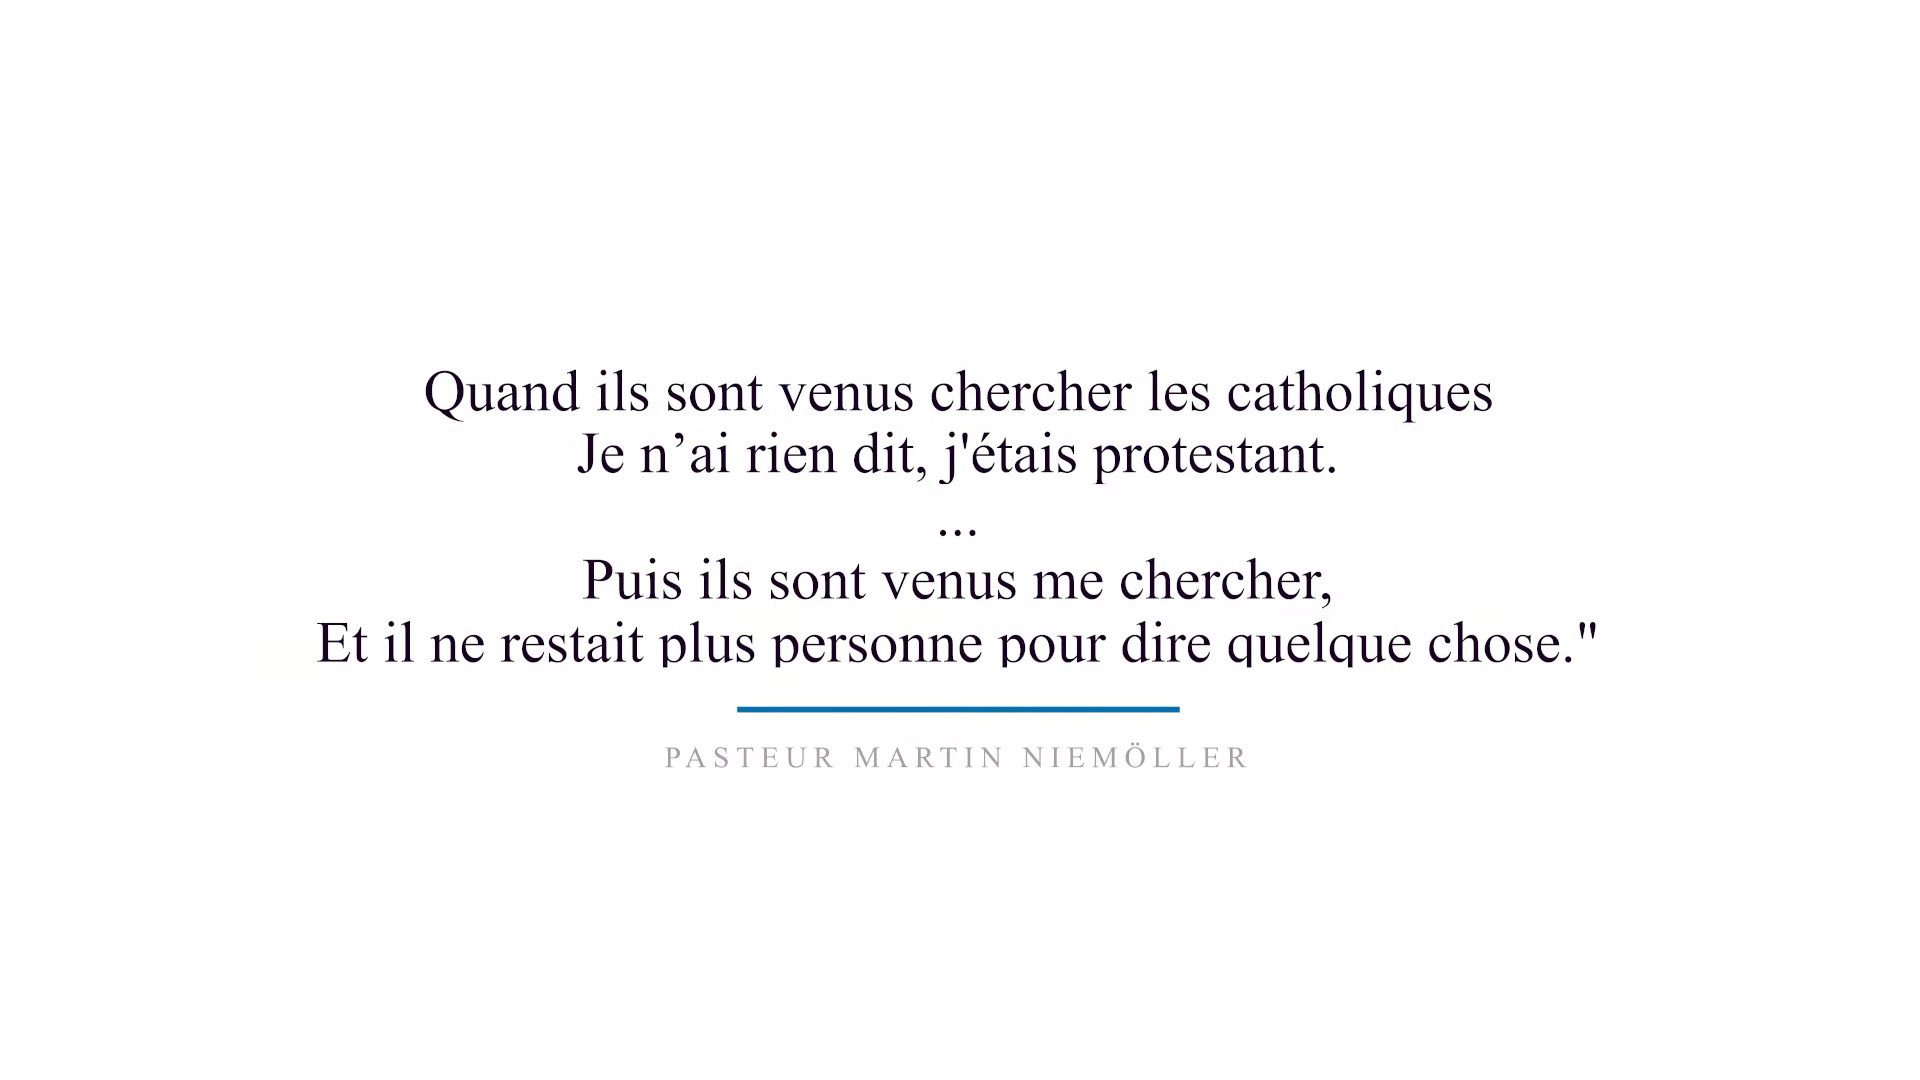 Quand ils sont venus chercher les catholiques
Je n’ai rien dit, j'étais protestant.
...
Puis ils sont venus me chercher,
Et il ne restait plus personne pour dire quelque chose."
PASTEUR MARTIN NIEMÖLLER